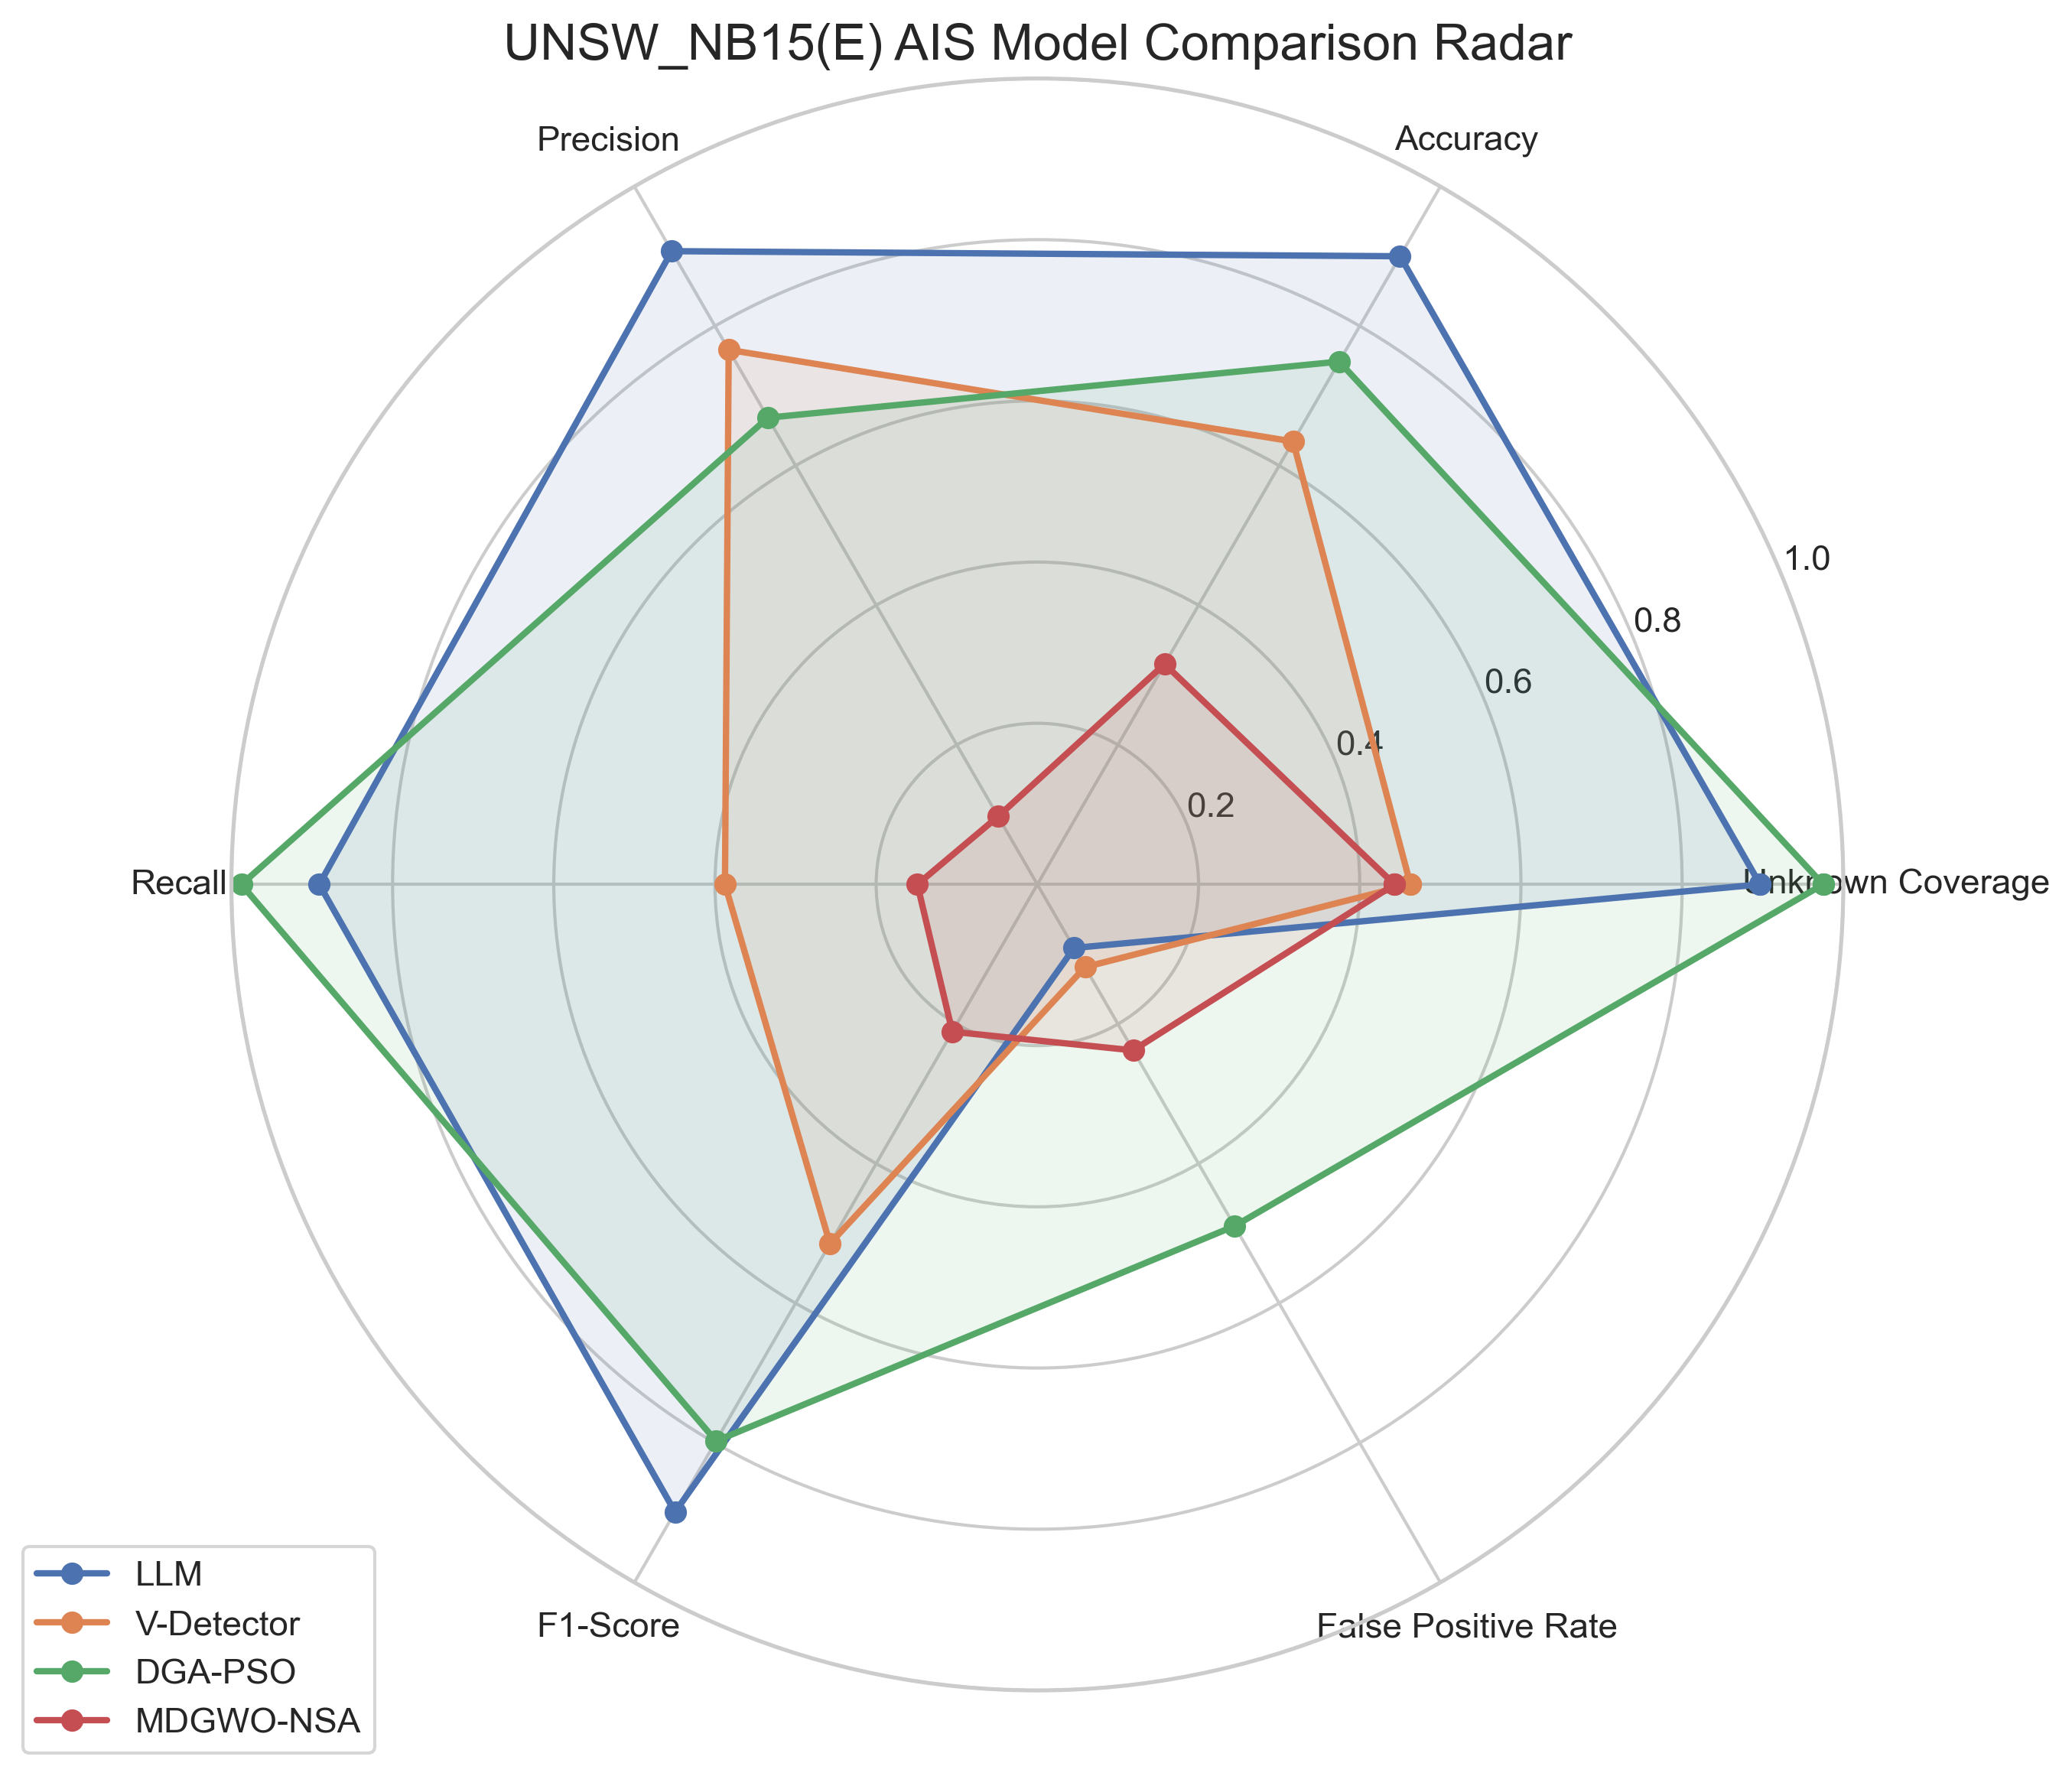 UNSW_NB15(E) AIS Model Comparison Radar
Precision
Accuracy
1.0
0.8
0.6
0.4
0.2
Recall
Unknown Coverage
F1-Score
False Positive Rate
LLM
V-Detector
DGA-PSO
MDGWO-NSA